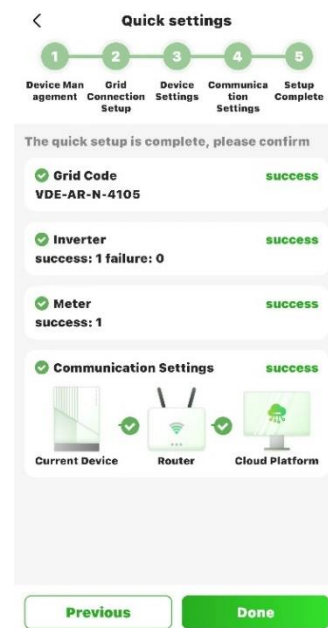 Quick settings
1 2 3 4 5
Device Man
agement
Grid
Connection
Setup
Device
Settings
Communica
tion
Settings
Setup
Complete
The quick setup is complete, please confirm
Grid Code success
VDE-AR-N-4105
Inverter success
success: 1 failure: 0
Meter success
success: 1
Communication Settings success
Current Device Router Cloud Platform
Previous Done